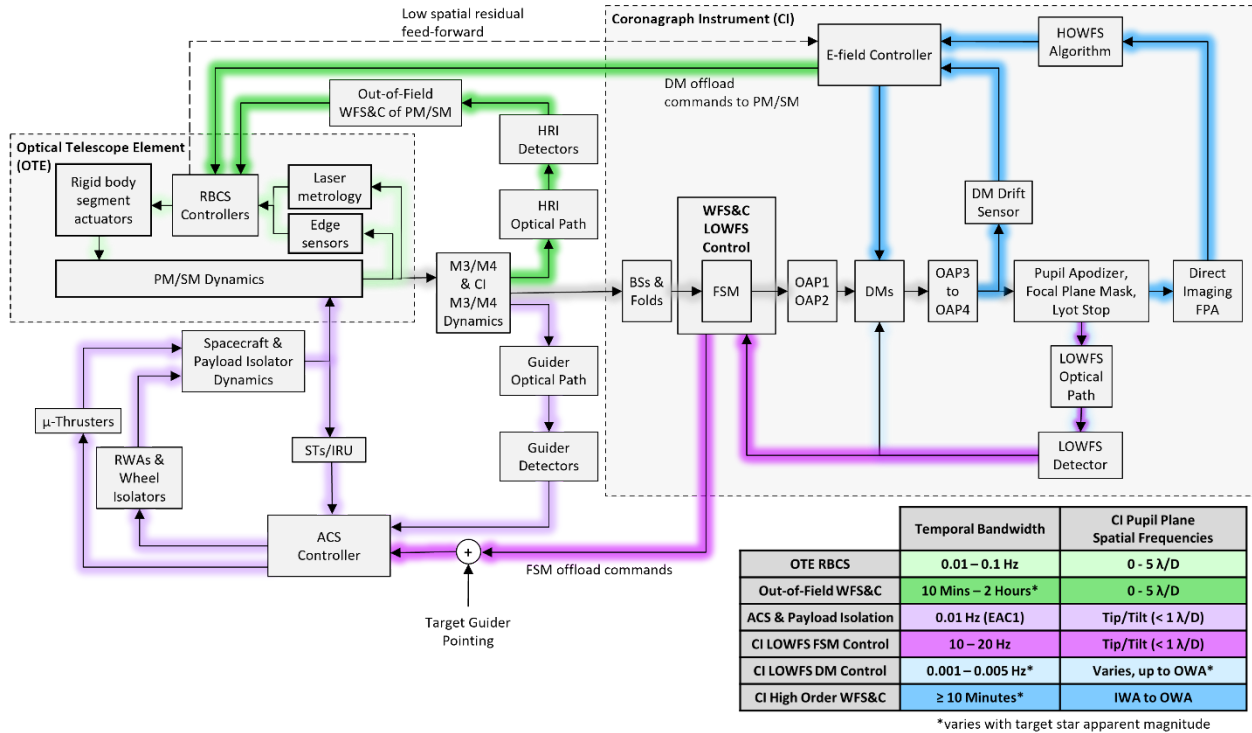 Low spatial residual
feed-forward
Coronagraph Instrument (CI)
E-field Controller
HOWFS
Algorithm
DM offload
commands to PM/SM
Out-of-Field
WFS&C of PM/SM
Optical Telescope Element
(OTE)
HRI
Detectors
Rigid body
segment
actuators
RBCS
Controllers
Laser
metrology
Edge
sensors
HRI
Optical Path
DM Drift
Sensor
WFS&C
LOWFS
Control
PM/SM Dynamics
M3/M4
& CI
M3/M4
Dynamics
BSs &
Folds
FSM
OAP1
OAP2
DMs
OAP3
to
OAP4
Pupil Apodizer,
Focal Plane Mask,
Lyot Stop
Direct
Imaging
FPA
Spacecraft &
Payload Isolator
Dynamics
Guider
Optical Path
LOWFS
Optical
Path
μ-Thrusters
STs/IRU
Guider
Detectors
LOWFS
Detector
RWAs &
Wheel
Isolators
ACS
Controller
+
FSM offload commands
Target Guider
Pointing
Temporal Bandwidth
CI Pupil Plane
Spatial Frequencies
OTE RBCS
0.01 – 0.1 Hz
0 - 5 λ/D
Out-of-Field WFS&C
10 Mins – 2 Hours*
0 - 5 λ/D
ACS & Payload Isolation
0.01 Hz (EAC1)
Tip/Tilt (< 1 λ/D)
CI LOWFS FSM Control
10 – 20 Hz
Tip/Tilt (< 1 λ/D)
CI LOWFS DM Control
0.001 – 0.005 Hz*
Varies, up to OWA*
CI High Order WFS&C
≥ 10 Minutes*
IWA to OWA
*varies with target star apparent magnitude